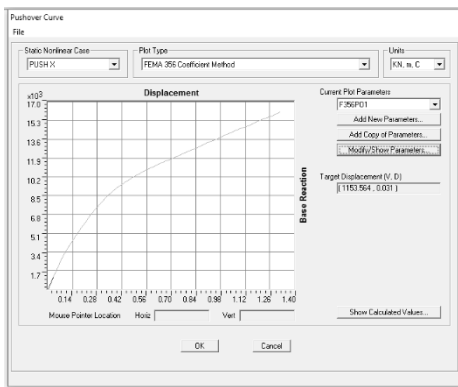 Pushover Curve
File
Static Nonlinear Case
PUSH X
Plot Type
FEMA 356 Coefficient Method
Units
KN, m, C
x10³
Displacement
17.0
15.3
13.6
11.9
10.2
8.5
6.8
5.1
3.4
1.7
0.14 0.28 0.42 0.56 0.70 0.84 0.98 1.12 1.26 1.40
Base Reaction
Mouse Pointer Location Horiz Vert
Current Plot Parameters
F356PO1
Add New Parameters...
Add Copy of Parameters...
Modify/Show Parameters...
Target Displacement (V, D)
( 1153.564 , 0.031 )
Show Calculated Values...
OK
Cancel